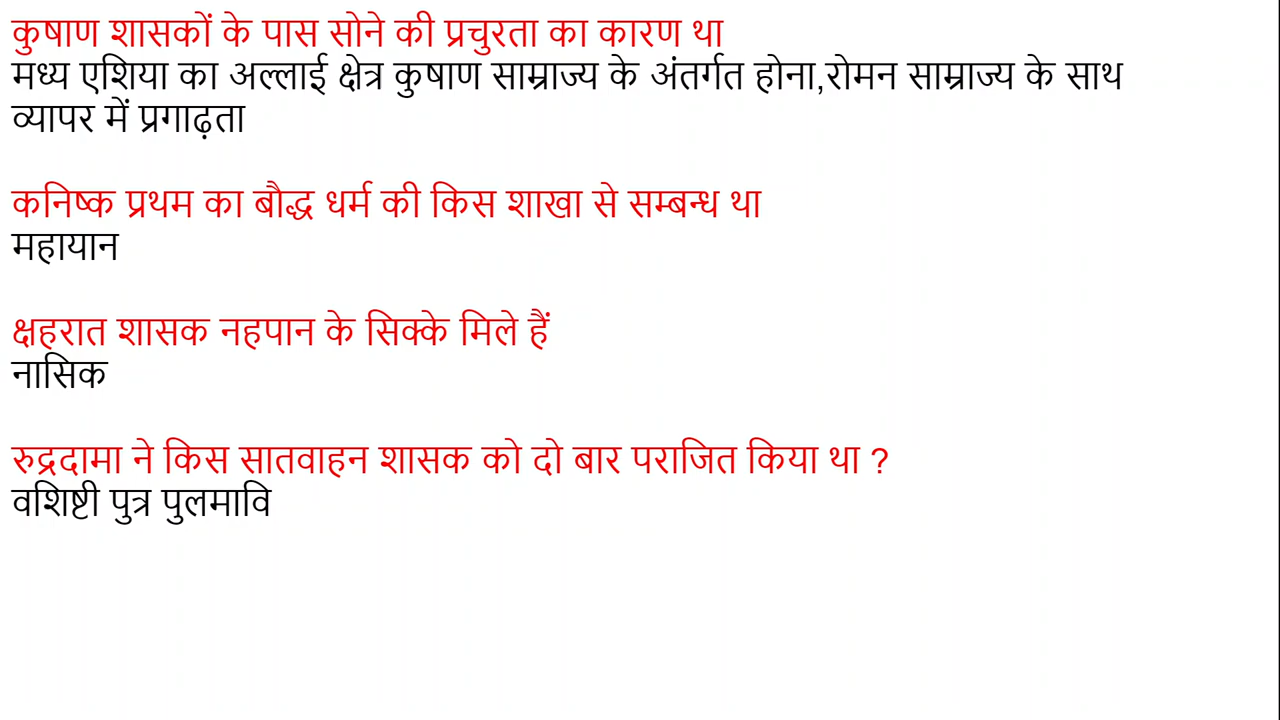 कुषाण शासकों के पास सोने की प्रचुरता का कारण था
मध्य एशिया का अल्लाई क्षेत्र कुषाण साम्राज्य के अंतर्गत होना,रोमन साम्राज्य के साथ
व्यापर में प्रगाढ़ता
कनिष्क प्रथम का बौद्ध धर्म की किस शाखा से सम्बन्ध था
महायान
क्षहरात शासक नहपान के सिक्के मिले हैं
नासिक
रुद्रदामा ने किस सातवाहन शासक को दो बार पराजित किया था ?
वशिष्टी पुत्र पुलमावि